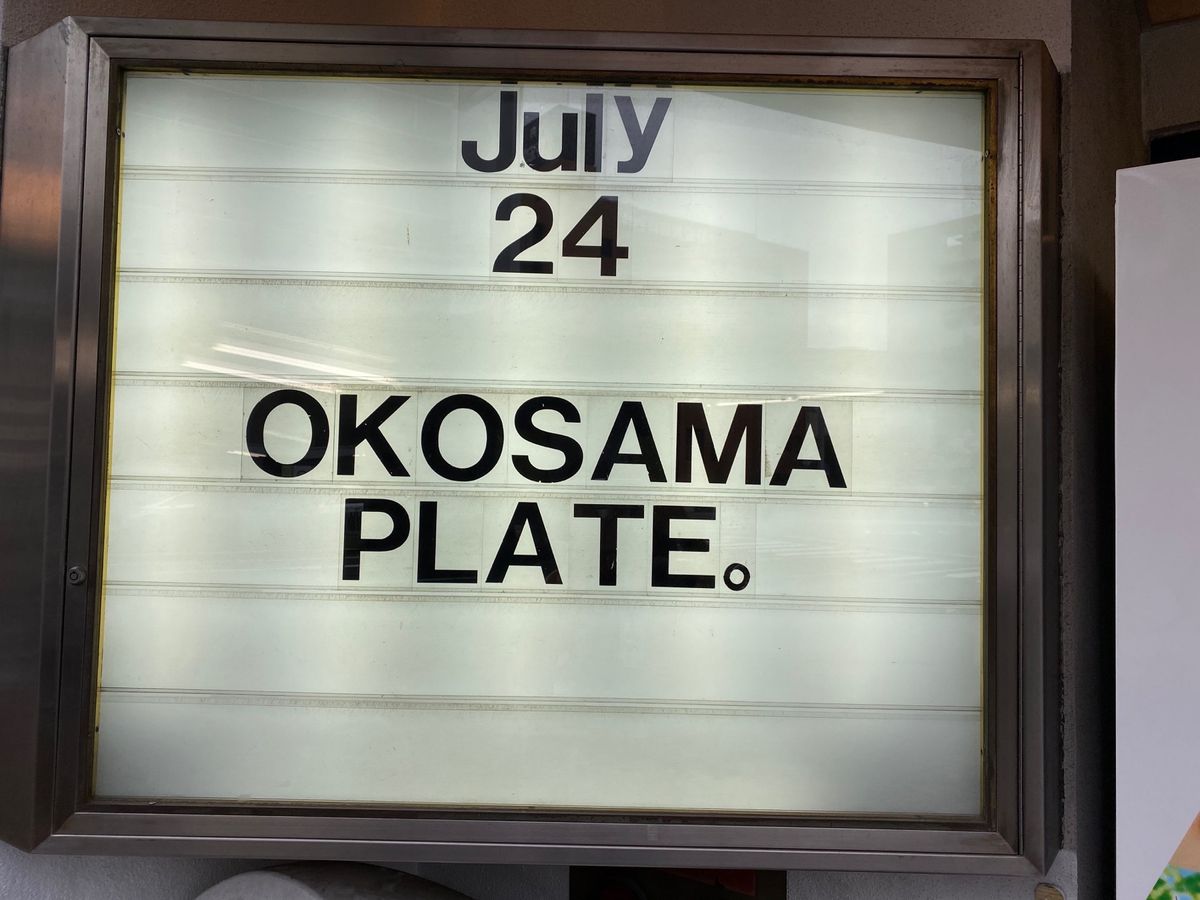 July
24
OKOSAMA
PLATE。